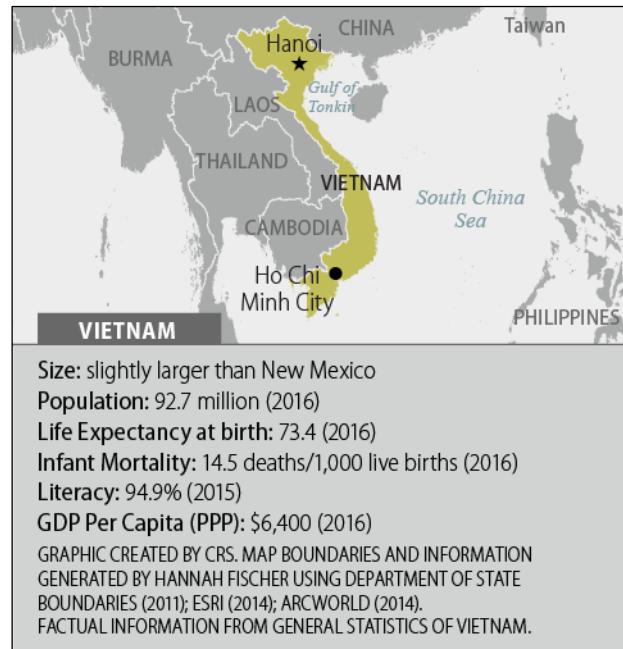 CHINA
Taiwan
Hanoi
BURMA
Gulf of
Tonkin
LAOS
THAILAND
VIETNAM
South China
Sea
CAMBODIA
Ho Chi
Minh City
PHILIPPINES
VIETNAM
Size: slightly larger than New Mexico
Population: 92.7 million (2016)
Life Expectancy at birth: 73.4 (2016)
Infant Mortality: 14.5 deaths/1,000 live births (2016)
Literacy: 94.9% (2015)
GDP Per Capita (PPP): $6,400 (2016)
GRAPHIC CREATED BY CRS. MAP BOUNDARIES AND INFORMATION
GENERATED BY HANNAH FISCHER USING DEPARTMENT OF STATE
BOUNDARIES (2011); ESRI (2014); ARCWORLD (2014).
FACTUAL INFORMATION FROM GENERAL STATISTICS OF VIETNAM.